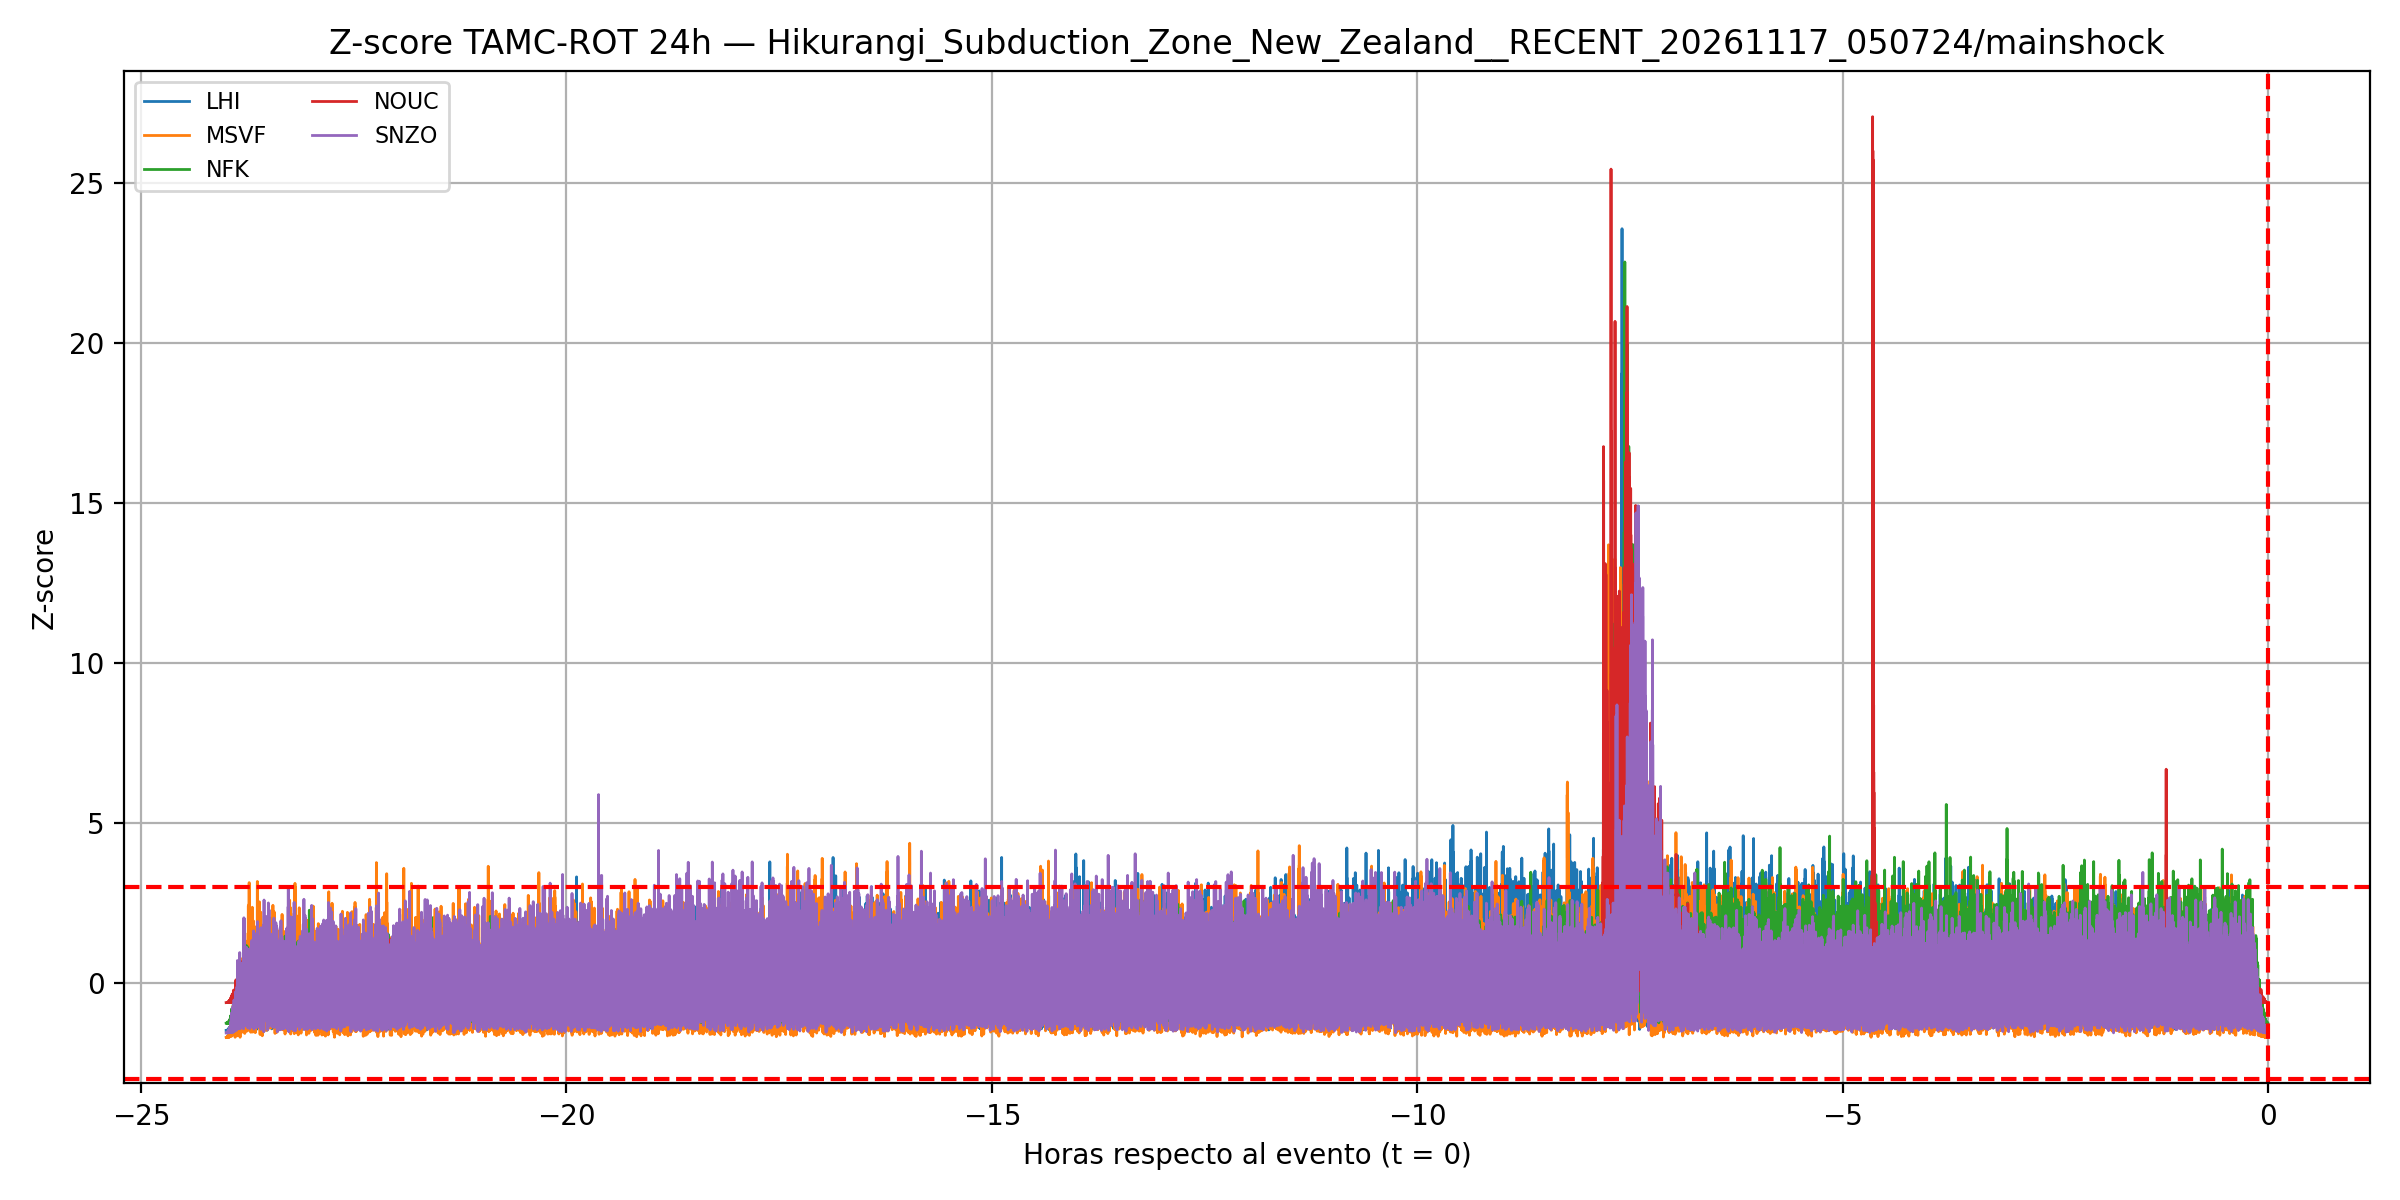 Z-score TAMC-ROT 24h — Hikurangi_Subduction_Zone_New_Zealand__RECENT_20261117_050724/mainshock
LHI
MSVF
NFK
NOUC
SNZO
Z-score
25
20
15
10
5
0
−25
−20
−15
−10
−5
0
Horas respecto al evento (t = 0)